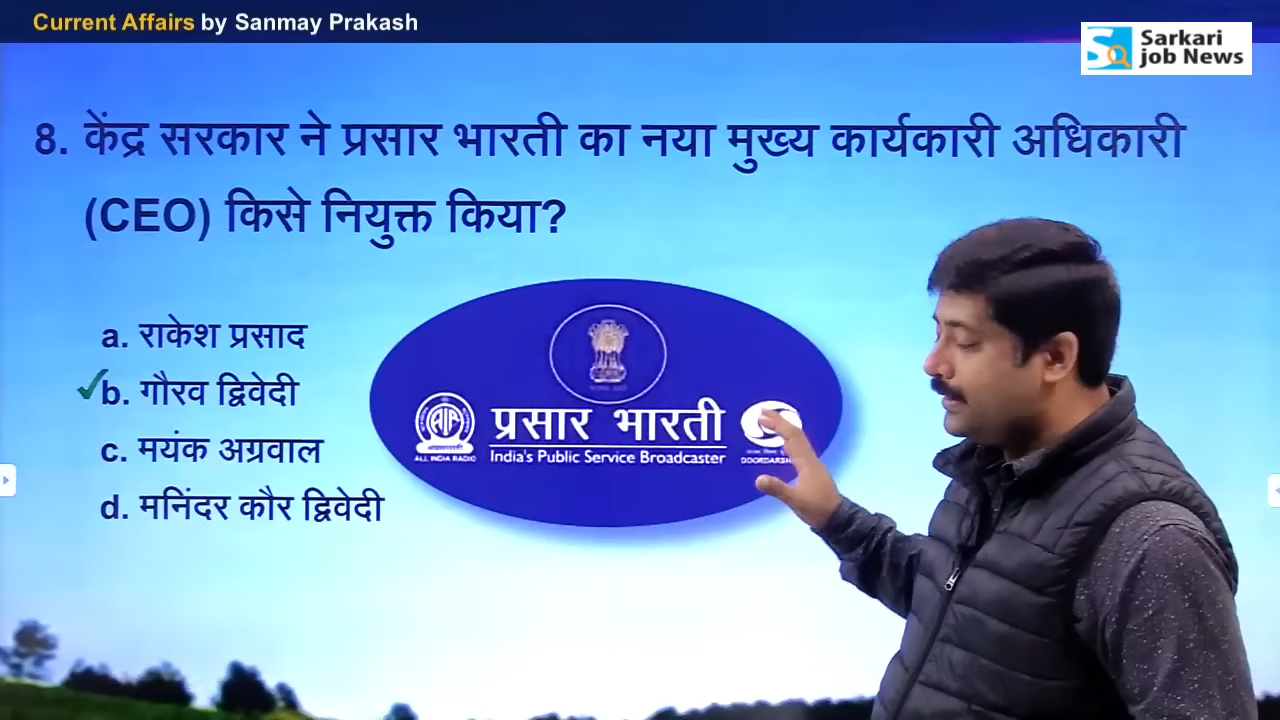 Current Affairs by Sanmay Prakash
Sarkari
job News
8. केंद्र सरकार ने प्रसार भारती का नया मुख्य कार्यकारी अधिकारी
(CEO) किसे नियुक्त किया?
a. राकेश प्रसाद
b. गौरव द्विवेदी
c. मयंक अग्रवाल
d. मनिंदर कौर द्विवेदी
प्रसार भारती
India's Public Service Broadcaster
ALL INDIA RADIO